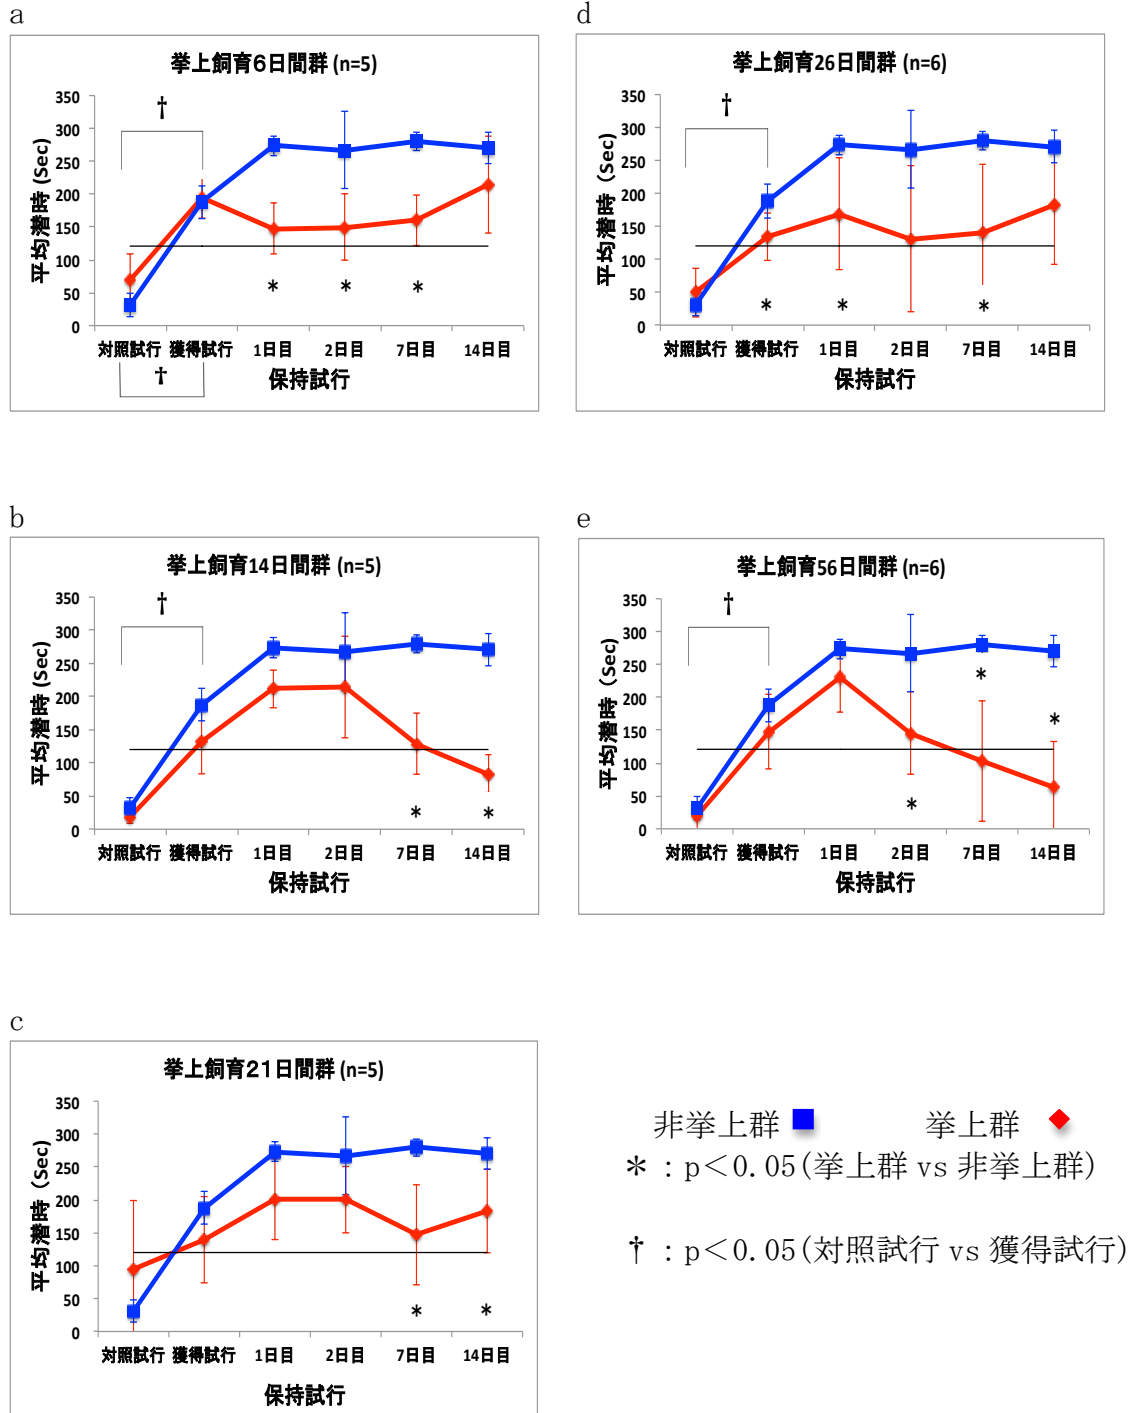 a
挙上飼育6日間群 (n=5)
平均潜時 (Sec)
350
300
250
200
150
100
50
0
†
* * *
対照試行 獲得試行 1日目 2日目 7日目 14日目
†
保持試行
d
挙上飼育26日間群 (n=6)
平均潜時 (Sec)
350
300
250
200
150
100
50
0
†
* * *
対照試行 獲得試行 1日目 2日目 7日目 14日目
保持試行
b
挙上飼育14日間群 (n=5)
平均潜時 (Sec)
350
300
250
200
150
100
50
0
†
* *
対照試行 獲得試行 1日目 2日目 7日目 14日目
保持試行
e
挙上飼育56日間群 (n=6)
平均潜時 (Sec)
350
300
250
200
150
100
50
0
†
*
*
*
対照試行 獲得試行 1日目 2日目 7日目 14日目
保持試行
c
挙上飼育21日間群 (n=5)
平均潜時 (Sec)
350
300
250
200
150
100
50
0
* *
対照試行 獲得試行 1日目 2日目 7日目 14日目
保持試行
非挙上群 挙上群
＊：p＜0.05(挙上群 vs 非挙上群)
†：p＜0.05(対照試行 vs 獲得試行)